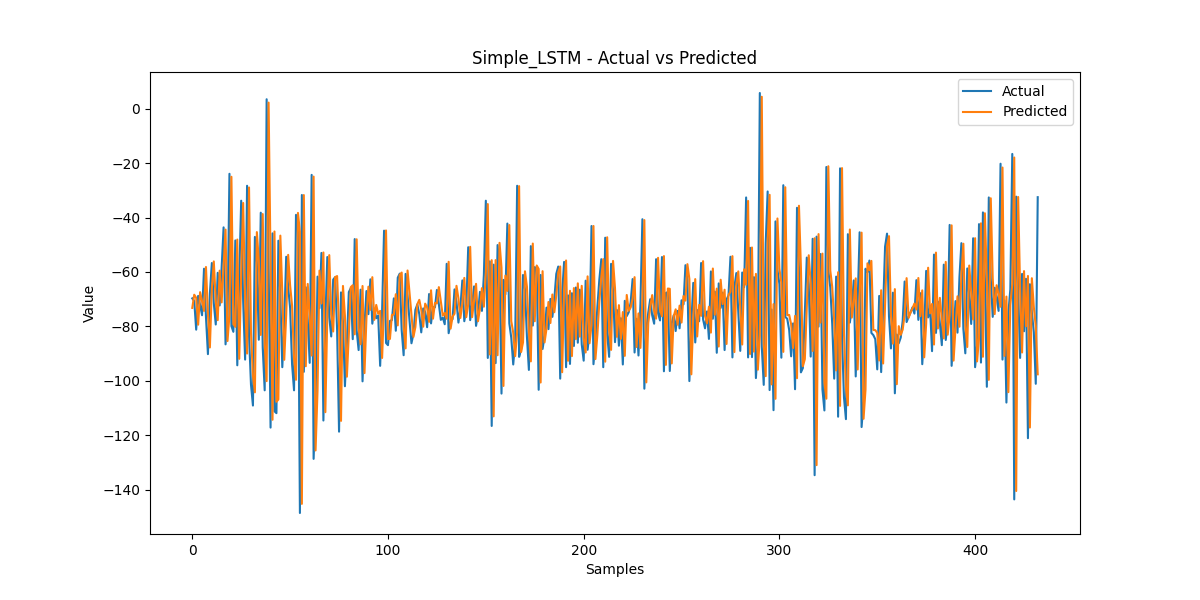 Simple_LSTM - Actual vs Predicted
Actual
Predicted
Value
0
−20
−40
−60
−80
−100
−120
−140
0
100
200
300
400
Samples